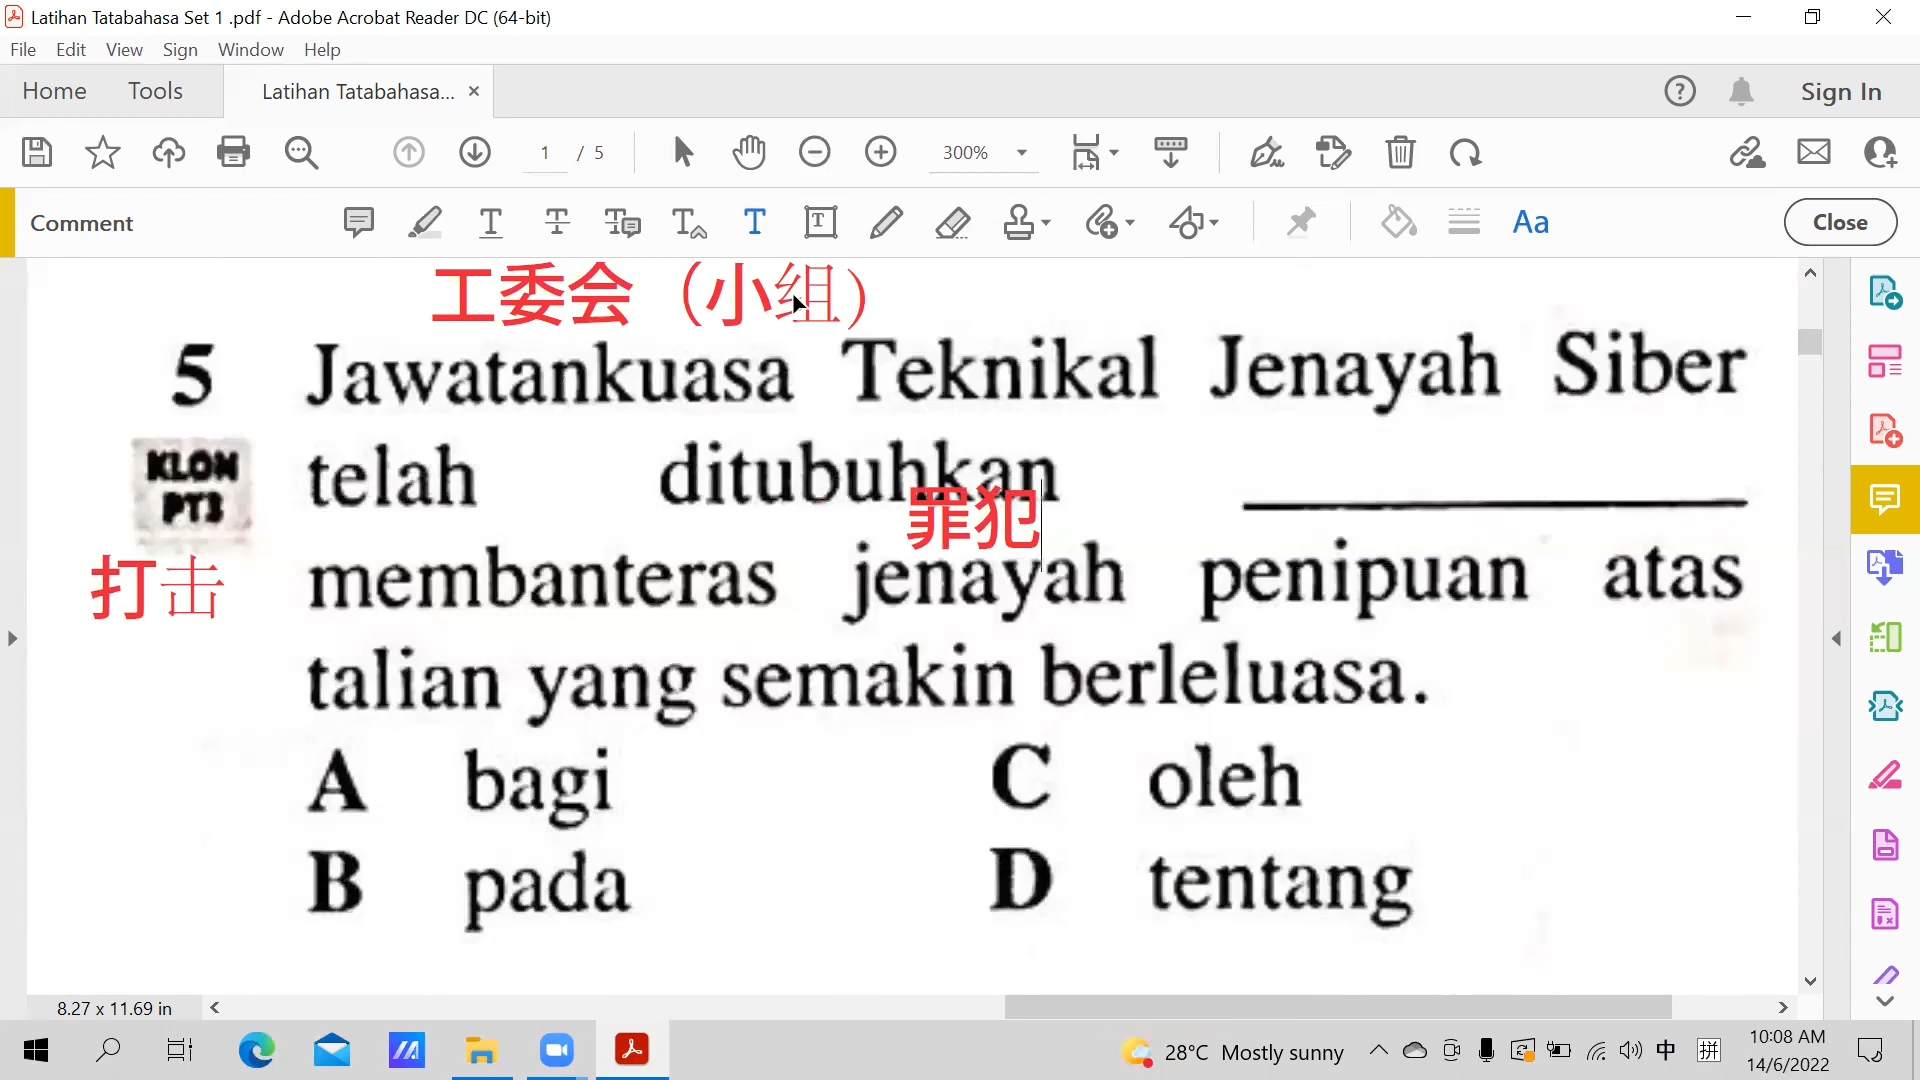 Latihan Tatabahasa Set 1 .pdf - Adobe Acrobat Reader DC (64-bit)
File Edit View Sign Window Help
Home Tools Latihan Tatabahasa... × Sign In
1 / 5 300%
Comment Close
工委会（小组）
5 Jawatankuasa Teknikal Jenayah Siber
KLON PT3
telah ditubuhkan ____________
罪犯
打击
membanteras jenayah penipuan atas
talian yang semakin berleluasa.
A bagi C oleh
B pada D tentang
8.27 x 11.69 in
28°C Mostly sunny 中 拼 10:08 AM
14/6/2022